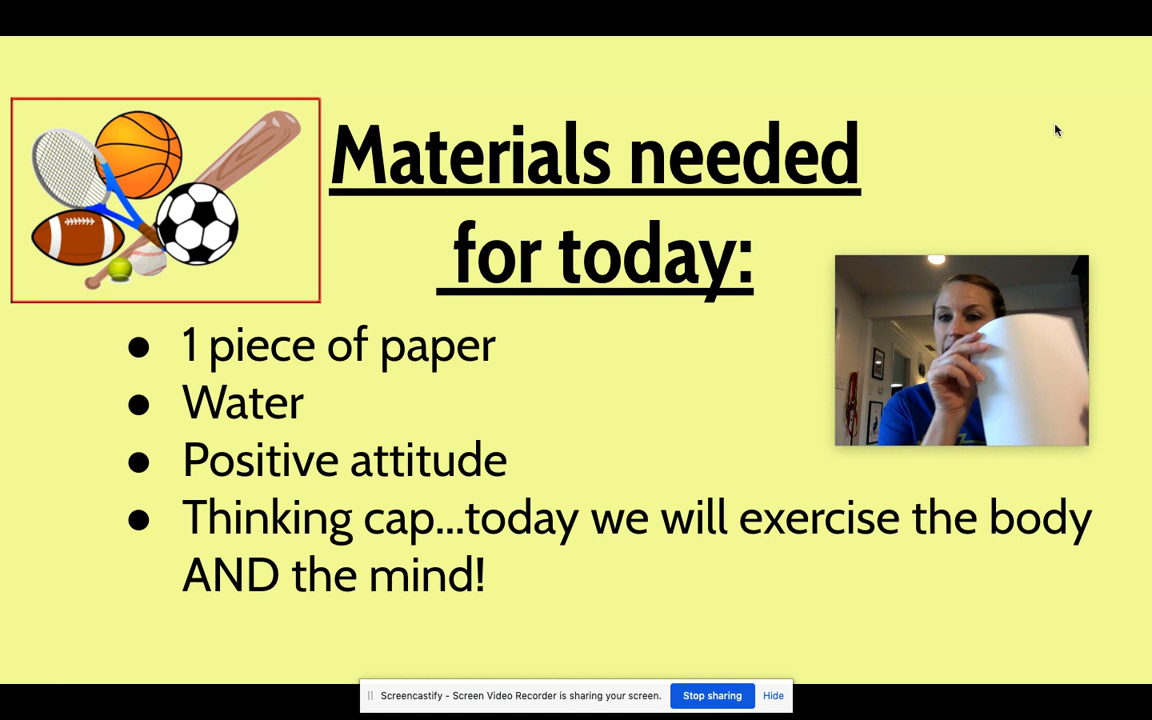 Materials needed
for today:
● 1 piece of paper
● Water
● Positive attitude
● Thinking cap...today we will exercise the body
AND the mind!
Screencastify - Screen Video Recorder is sharing your screen.
Stop sharing
Hide